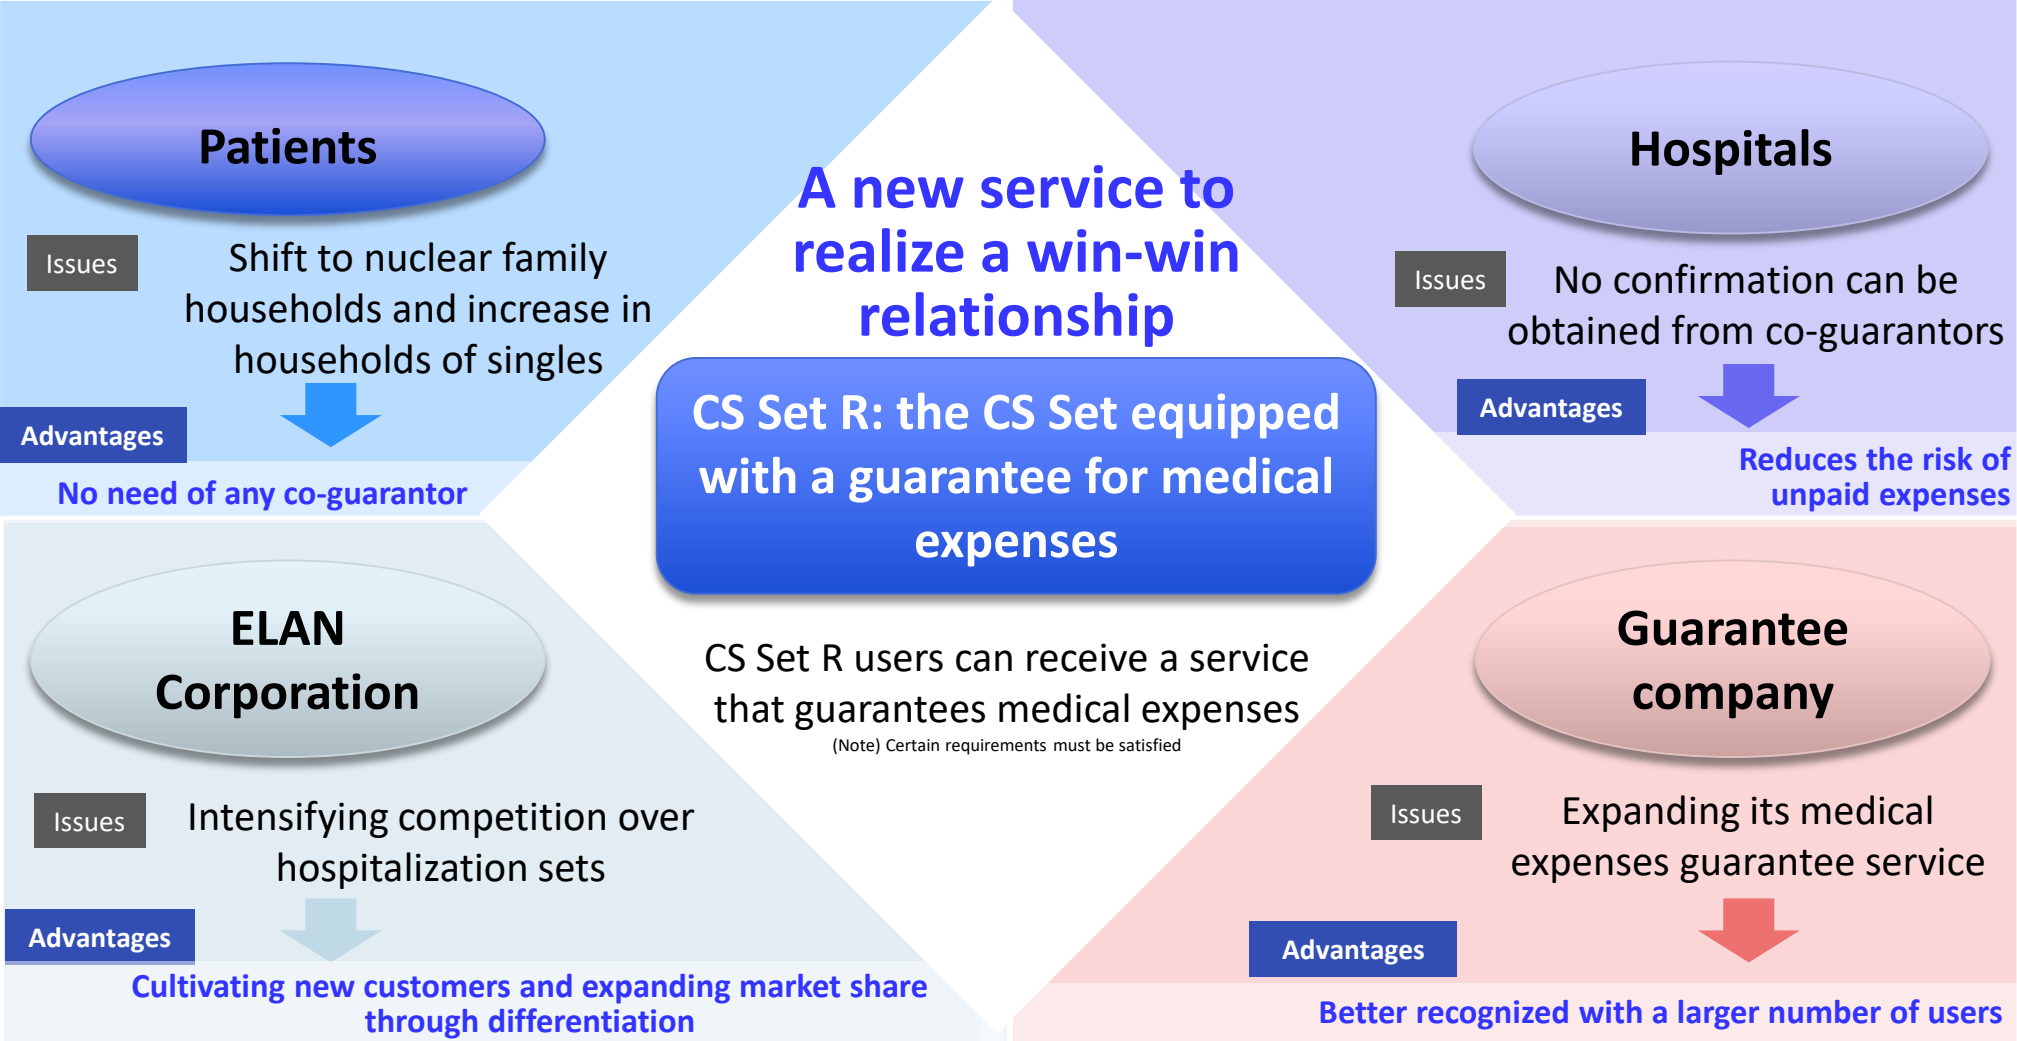 Patients
Issues
Shift to nuclear family
households and increase in
households of singles
Advantages
No need of any co-guarantor
A new service to
realize a win-win
relationship
CS Set R: the CS Set equipped
with a guarantee for medical
expenses
CS Set R users can receive a service
that guarantees medical expenses
(Note) Certain requirements must be satisfied
Hospitals
Issues
No confirmation can be
obtained from co-guarantors
Advantages
Reduces the risk of
unpaid expenses
ELAN
Corporation
Issues
Intensifying competition over
hospitalization sets
Advantages
Cultivating new customers and expanding market share
through differentiation
Guarantee
company
Issues
Expanding its medical
expenses guarantee service
Advantages
Better recognized with a larger number of users